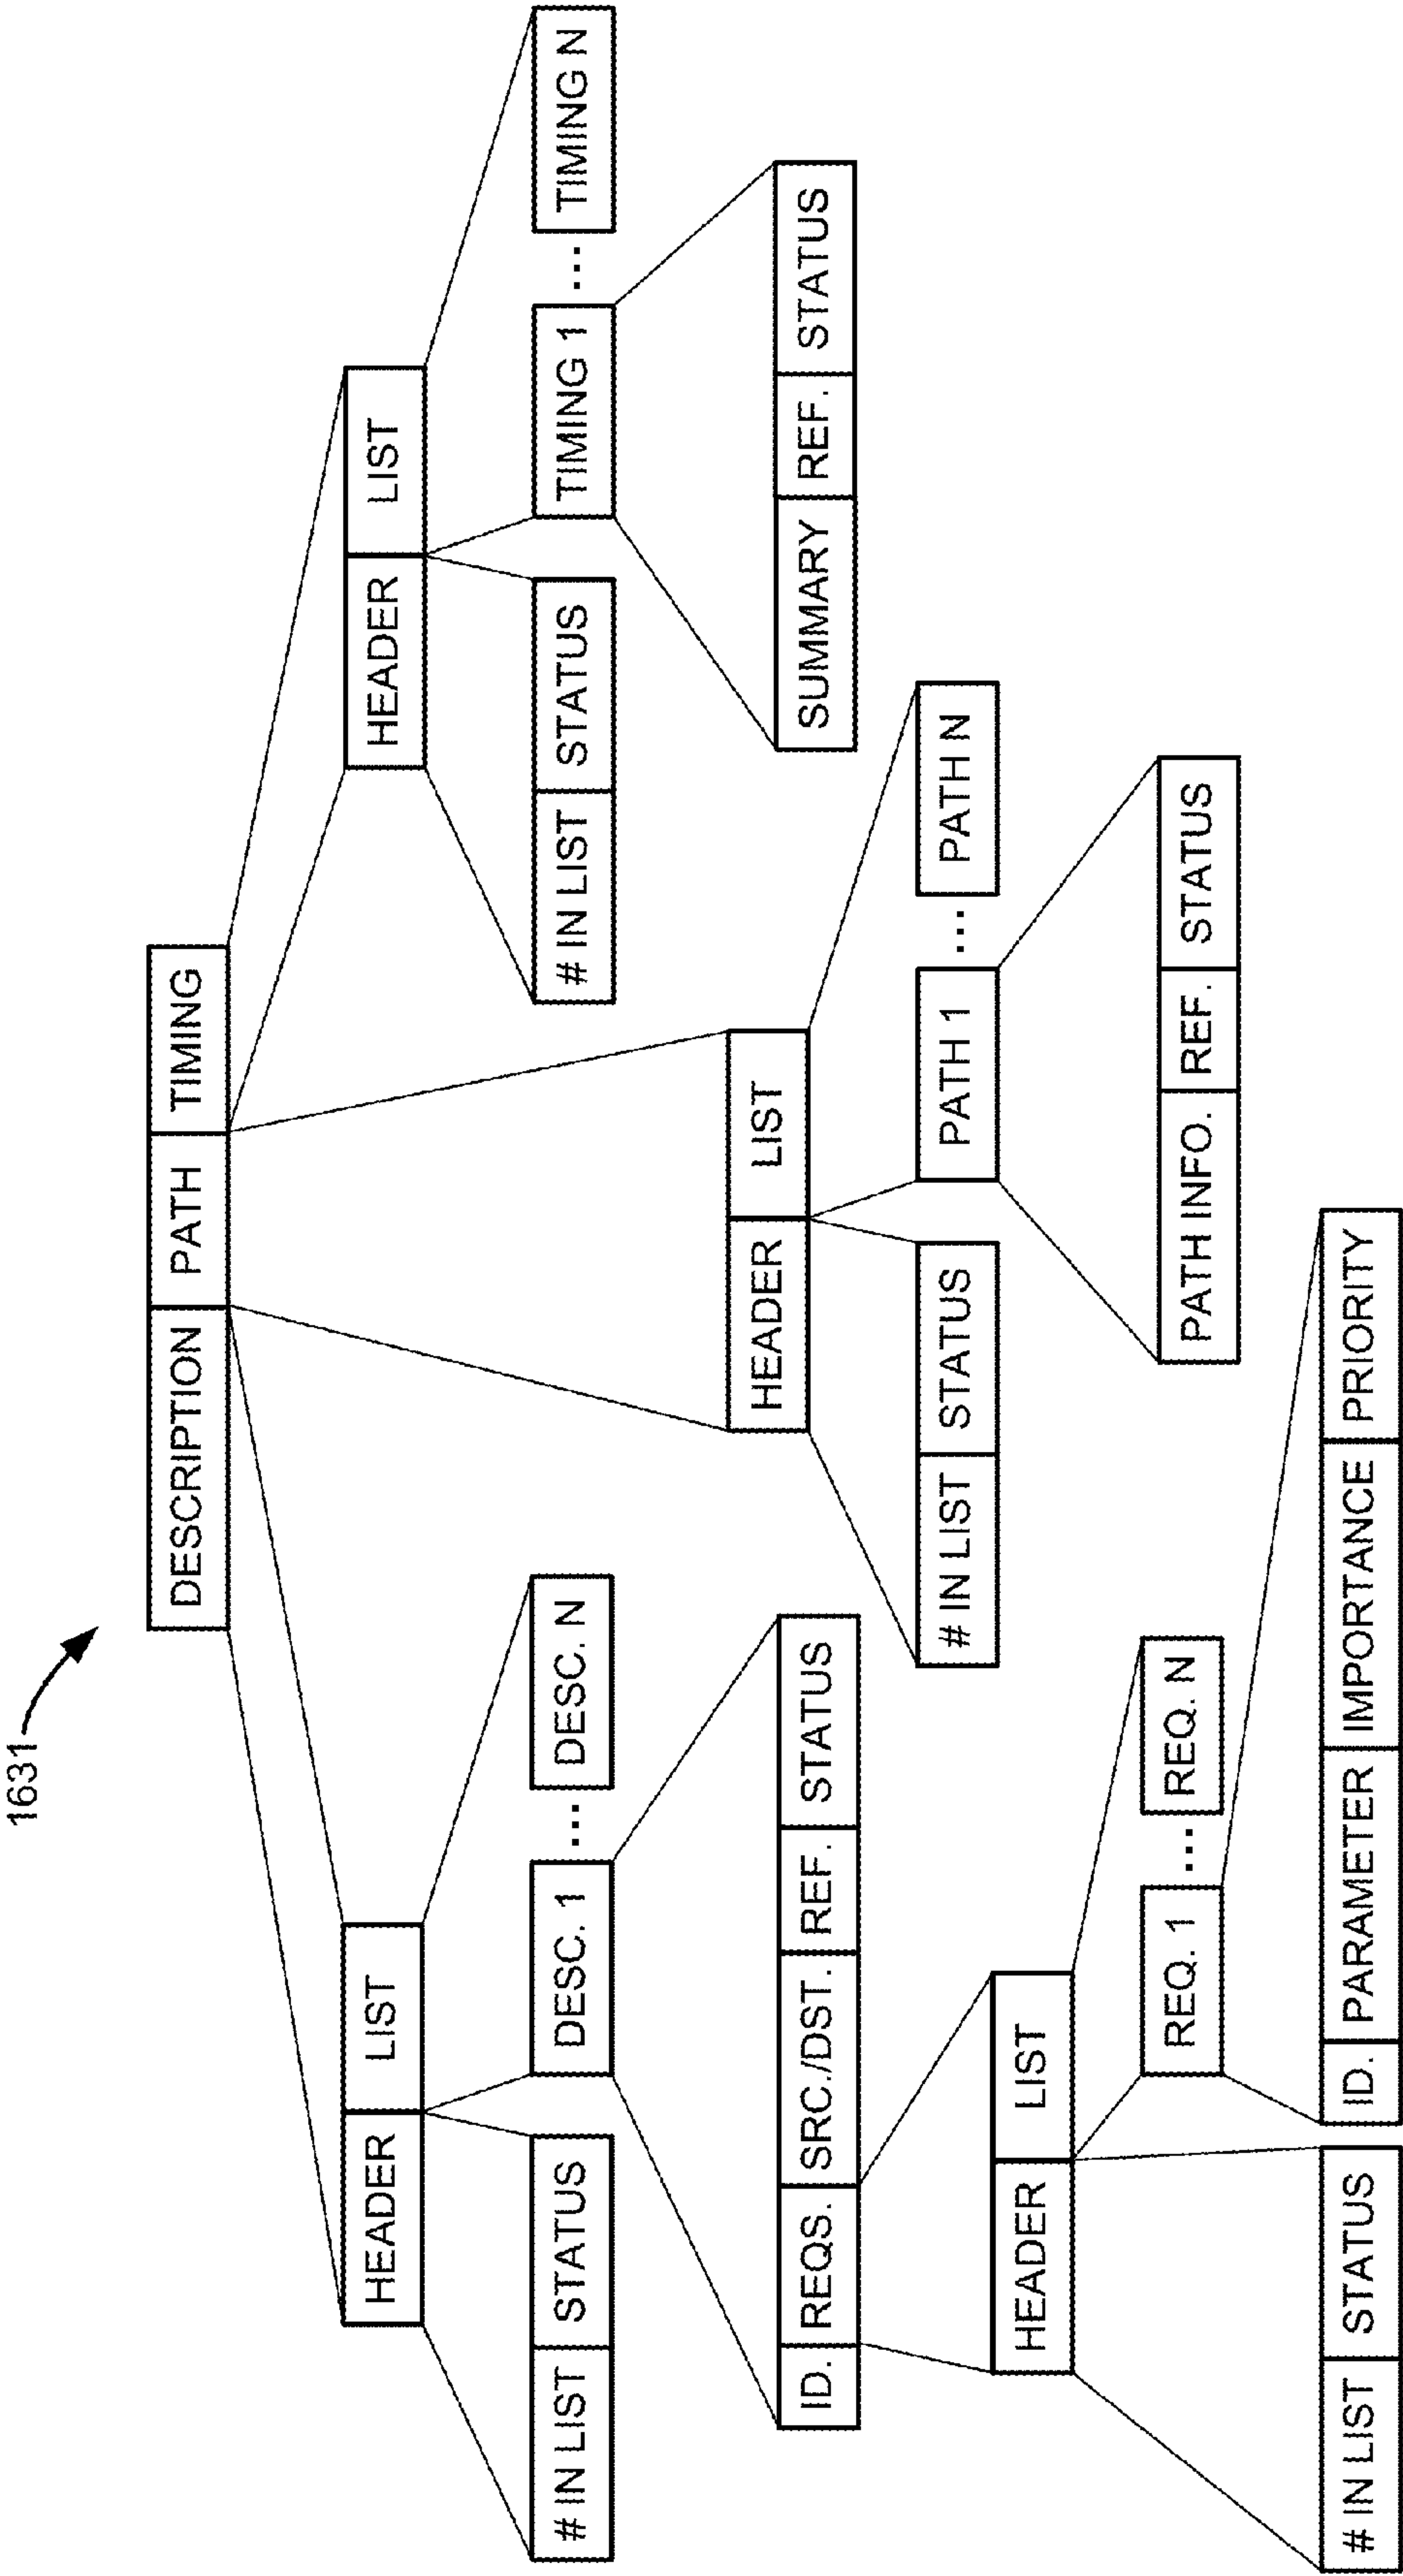 1631
DESCRIPTION PATH TIMING
HEADER LIST
HEADER LIST
# IN LIST STATUS DESC. 1 ... DESC. N
# IN LIST STATUS TIMING 1 ... TIMING N
HEADER LIST
ID. REQS. SRC./DST. REF. STATUS
SUMMARY REF. STATUS
# IN LIST STATUS PATH 1 ... PATH N
HEADER LIST
REQ. 1 ... REQ. N
PATH INFO. REF. STATUS
# IN LIST STATUS
ID. PARAMETER IMPORTANCE PRIORITY